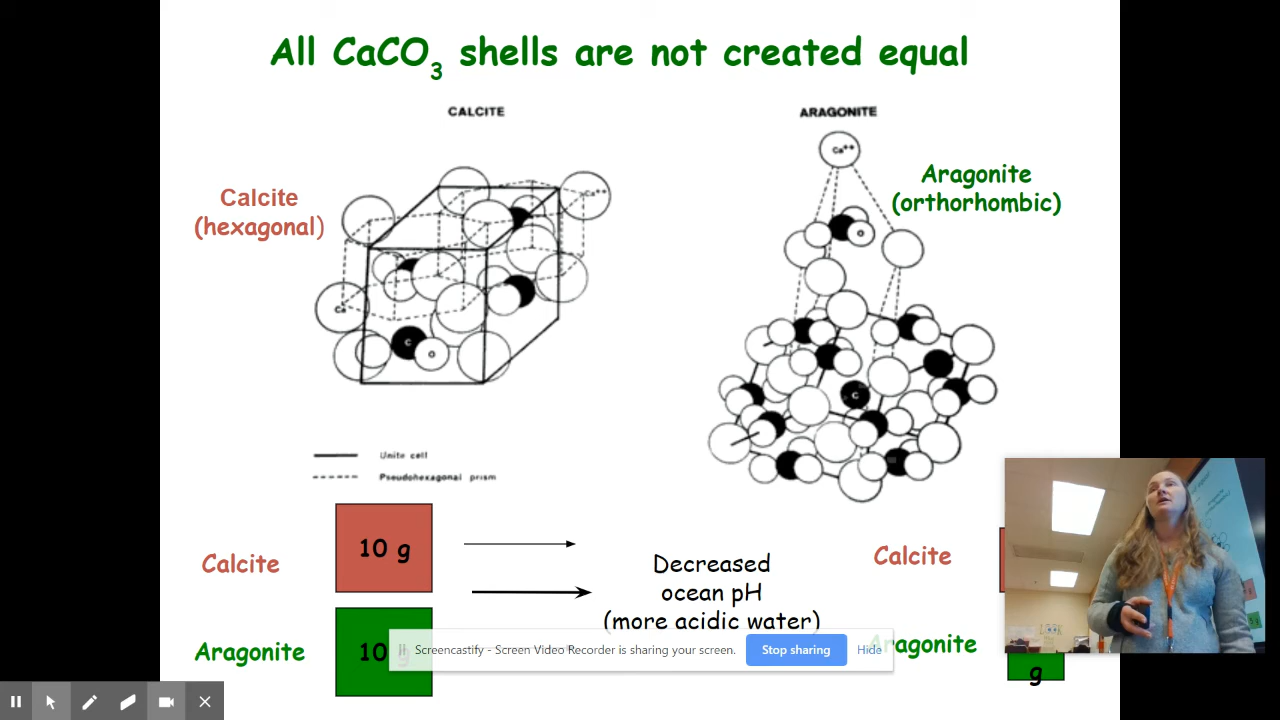 All CaCO3 shells are not created equal
CALCITE
ARAGONITE
Ca++
Calcite
(hexagonal)
Ca++
Aragonite
(orthorhombic)
O
Ca
C
O
C
Unite cell
Pseudohexagonal prism
Calcite
10 g
Decreased
ocean pH
(more acidic water)
Calcite
Aragonite
10
Screencastify - Screen Video Recorder is sharing your screen.
Stop sharing
Hide
Aragonite
g